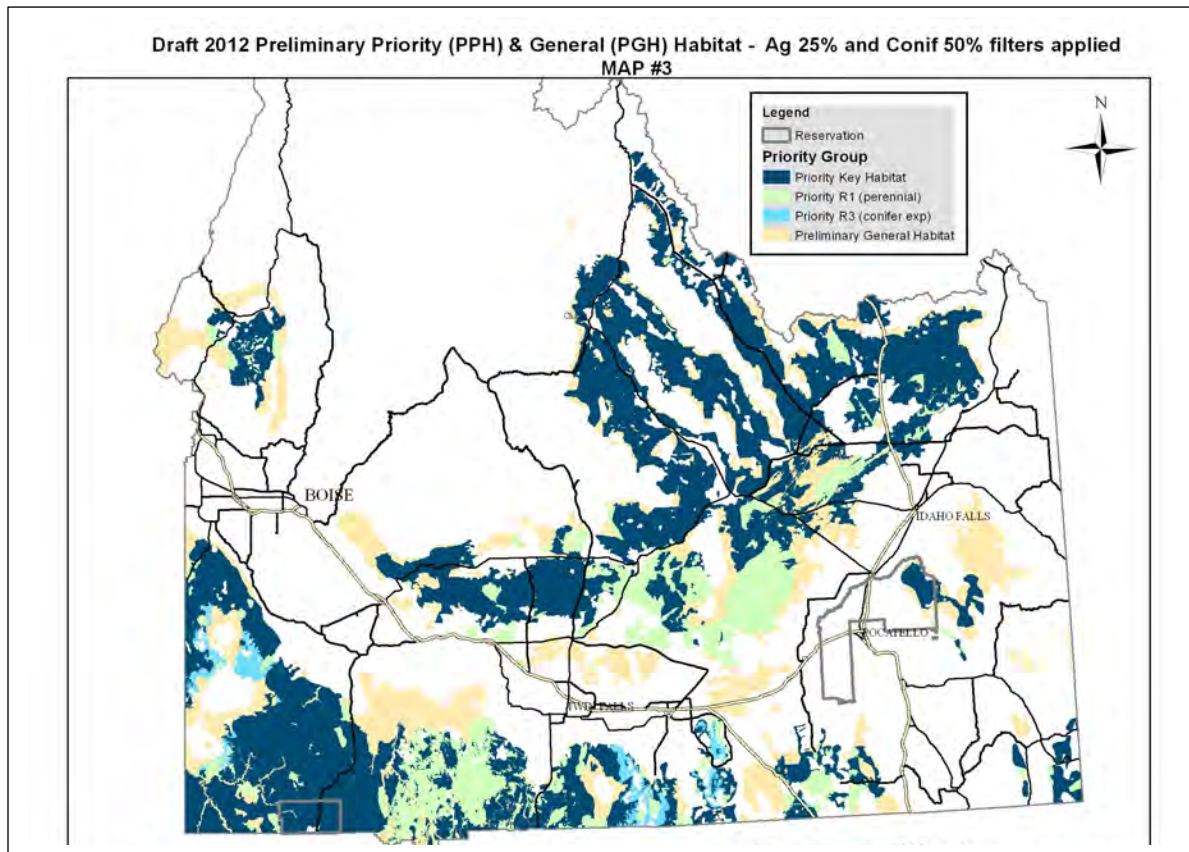 Draft 2012 Preliminary Priority (PPH) & General (PGH) Habitat - Ag 25% and Conif 50% filters applied
MAP #3
Legend
Reservation
Priority Group
Priority Key Habitat
Priority R1 (perennial)
Priority R3 (conifer exp)
Preliminary General Habitat
N
BOISE
IDAHO FALLS
POCATELLO
TWIN FALLS